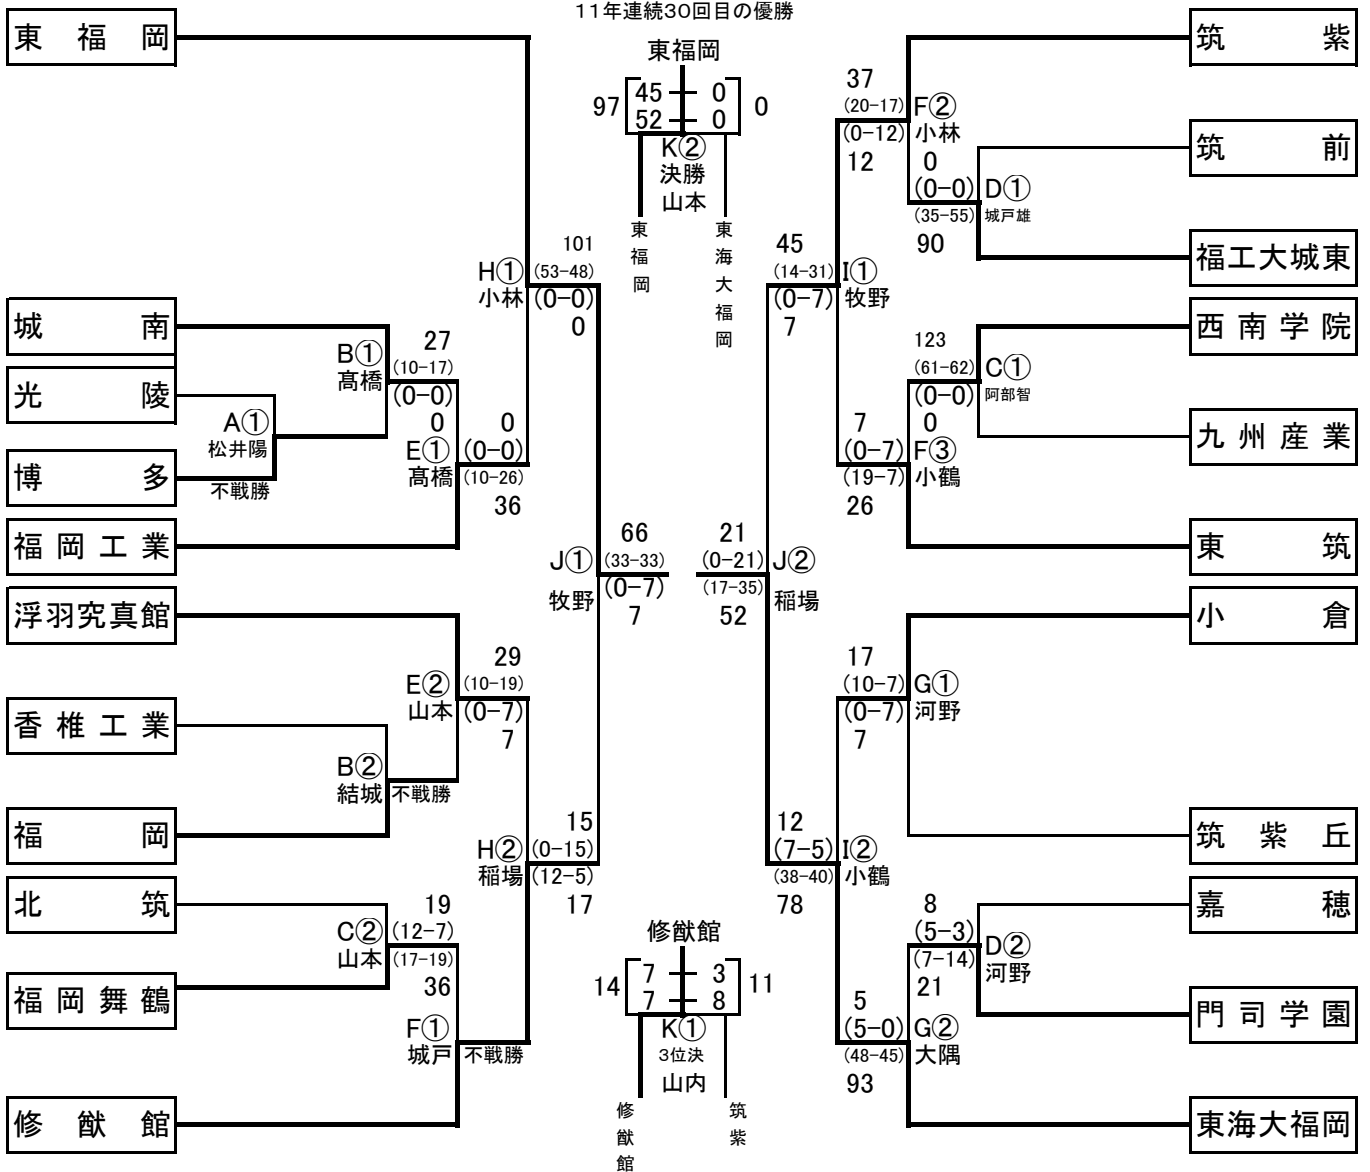 11年連続30回目の優勝
東福岡
45 0
52 0
97
0
K②
決勝
山本
東福岡
東海大福岡
東福岡
城南
光陵
博多
福岡工業
浮羽究真館
香椎工業
福岡
北筑
福岡舞鶴
修猷館
A①
松井陽
不戦勝
B①
髙橋
27
(10-17)
(0-0)
0
E①
髙橋
0
(0-0)
(10-26)
36
H①
小林
101
(53-48)
(0-0)
0
B②
結城
不戦勝
E②
山本
29
(10-19)
(0-7)
7
C②
山本
19
(12-7)
(17-19)
36
F①
城戸
不戦勝
H②
稲場
15
(0-15)
(12-5)
17
J①
牧野
66
(33-33)
(0-7)
7
21
(0-21)
(17-35)
52
J②
稲場
45
(14-31)
(0-7)
7
I①
牧野
37
(20-17)
(0-12)
12
F②
小林
0
(0-0)
(35-55)
90
D①
城戸雄
123
(61-62)
(0-0)
0
C①
阿部智
7
(0-7)
(19-7)
26
F③
小鶴
17
(10-7)
(0-7)
7
G①
河野
12
(7-5)
(38-40)
78
I②
小鶴
8
(5-3)
(7-14)
21
D②
河野
5
(5-0)
(48-45)
93
G②
大隅
筑紫
筑前
福工大城東
西南学院
九州産業
東筑
小倉
筑紫丘
嘉穂
門司学園
東海大福岡
修猷館
7 3
7 8
14
11
K①
3位決
山内
修猷館
筑紫